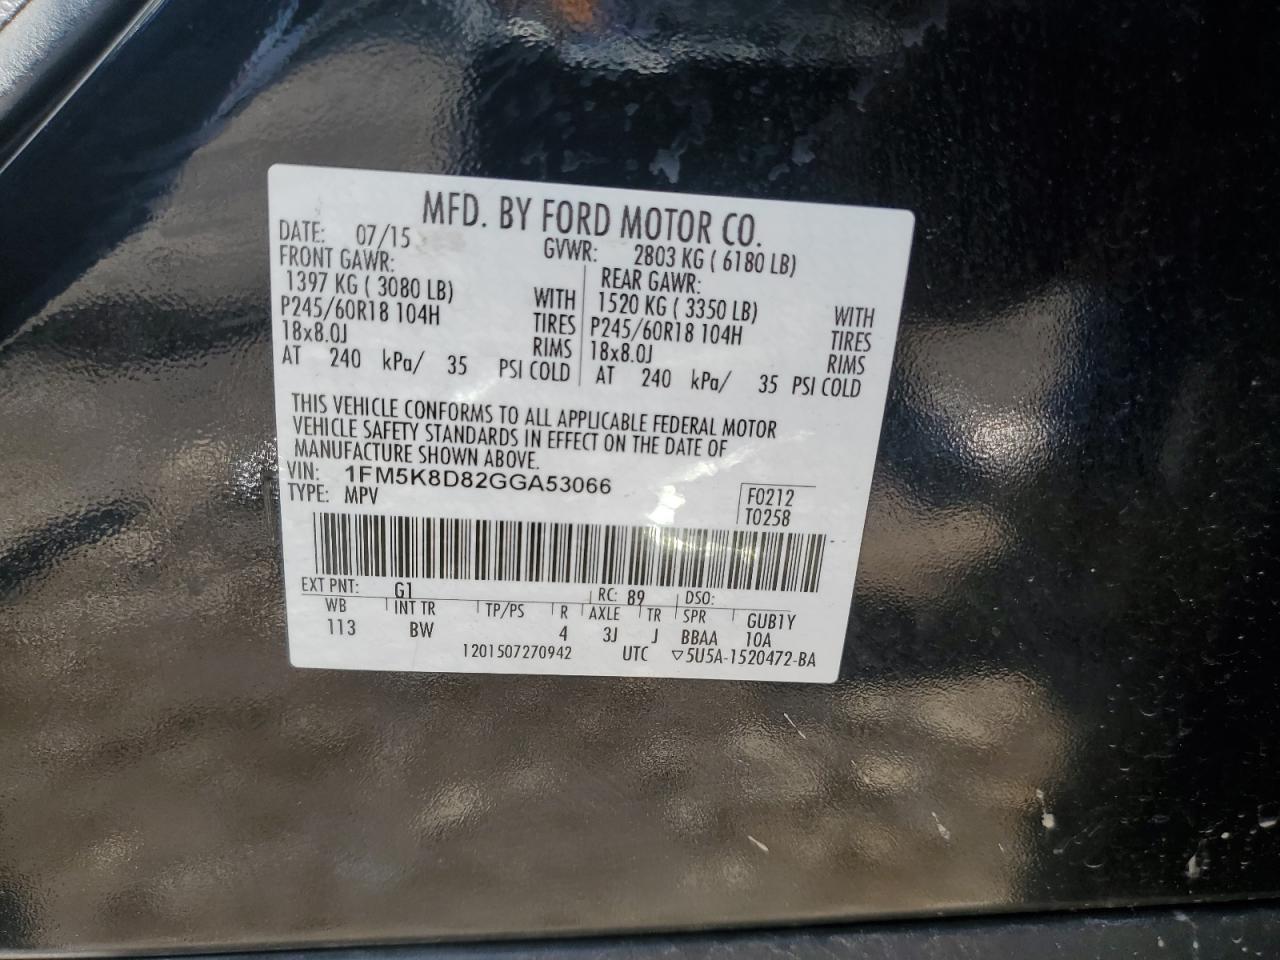 MFD. BY FORD MOTOR CO.
DATE: 07/15 GVWR: 2803 KG ( 6180 LB)
FRONT GAWR: REAR GAWR:
1397 KG ( 3080 LB) WITH 1520 KG ( 3350 LB) WITH
P245/60R18 104H TIRES P245/60R18 104H TIRES
18x8.0J RIMS 18x8.0J RIMS
AT 240 kPa/ 35 PSI COLD AT 240 kPa/ 35 PSI COLD
THIS VEHICLE CONFORMS TO ALL APPLICABLE FEDERAL MOTOR
VEHICLE SAFETY STANDARDS IN EFFECT ON THE DATE OF
MANUFACTURE SHOWN ABOVE.
VIN: 1FM5K8D82GGA53066 F0212
TYPE: MPV T0258
EXT PNT: G1 RC: 89 DSO:
WB INT TR TP/PS R AXLE TR SPR GUB1Y
113 BW 4 3J J BBAA 10A
1201507270942 UTC ▽5U5A-1520472-BA